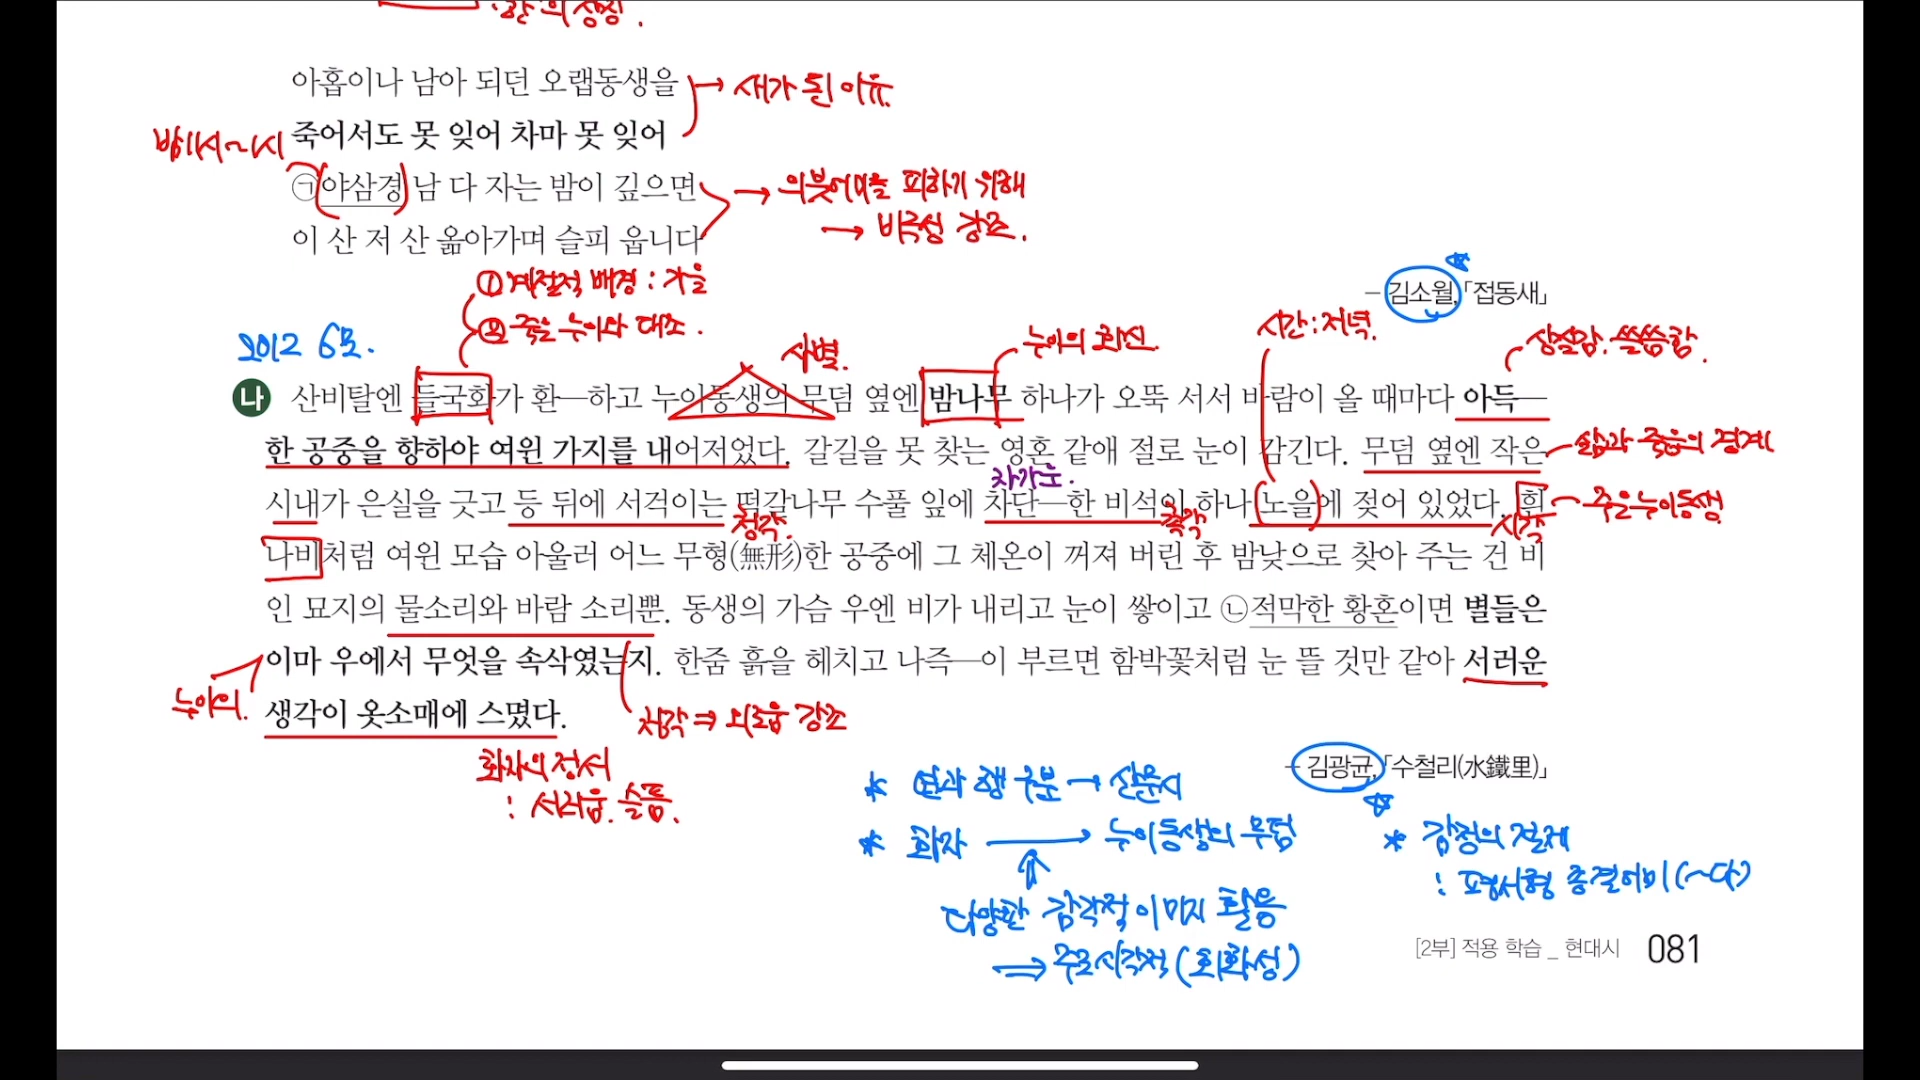 한의 상징.
아홉이나 남아 되던 오랩동생을
→ 새가 된 이유.
죽어서도 못 잊어 차마 못 잊어
밤11시~1시
㉠야삼경 남 다 자는 밤이 깊으면
→ 의붓어미을 피하기 위해
→ 비극성 강조.
이 산 저 산 옮아가며 슬피 웁니다
- 김소월, 「접동새」
① 계절적 배경 : 가을
② 죽은 누이와 대조.
2012 6모.
사별.
누이의 화신.
시간:저녁.
상실감. 쓸쓸함.
나 산비탈엔 들국화가 환―하고 누이동생의 무덤 옆엔 밤나무 하나가 오뚝 서서 바람이 올 때마다 아득―
한 공중을 향하야 여윈 가지를 내어저었다. 갈길을 못 찾는 영혼 같애 절로 눈이 감긴다. 무덤 옆엔 작은
삶과 죽음의 경계
차가운.
시내가 은실을 긋고 등 뒤에 서걱이는 떡갈나무 수풀 잎에 차단―한 비석이 하나 노을에 젖어 있었다. 흰
죽은누이동생
청각.
촉각
시각
나비처럼 여윈 모습 아울러 어느 무형(無形)한 공중에 그 체온이 꺼져 버린 후 밤낮으로 찾아 주는 건 비
인 묘지의 물소리와 바람 소리뿐. 동생의 가슴 우엔 비가 내리고 눈이 쌓이고 ㉡적막한 황혼이면 별들은
이마 우에서 무엇을 속삭였는지. 한줌 흙을 헤치고 나즉―이 부르면 함박꽃처럼 눈 뜰 것만 같아 서러운
누이의.
생각이 옷소매에 스몄다.
청각 ⇒ 외로움 강조
화자의 정서
: 서러움. 슬픔.
- 김광균, 「수철리(水鐵里)」
* 연과 행 구분 → 산문시
* 화자 → 누이동생의 무덤
↑
다양한 감각적이미지 활용
⇒ 주로시각적(회화성)
* 감정의 절제
: 평서형 종결어미(~다)
[2부] 적용 학습 _ 현대시 081